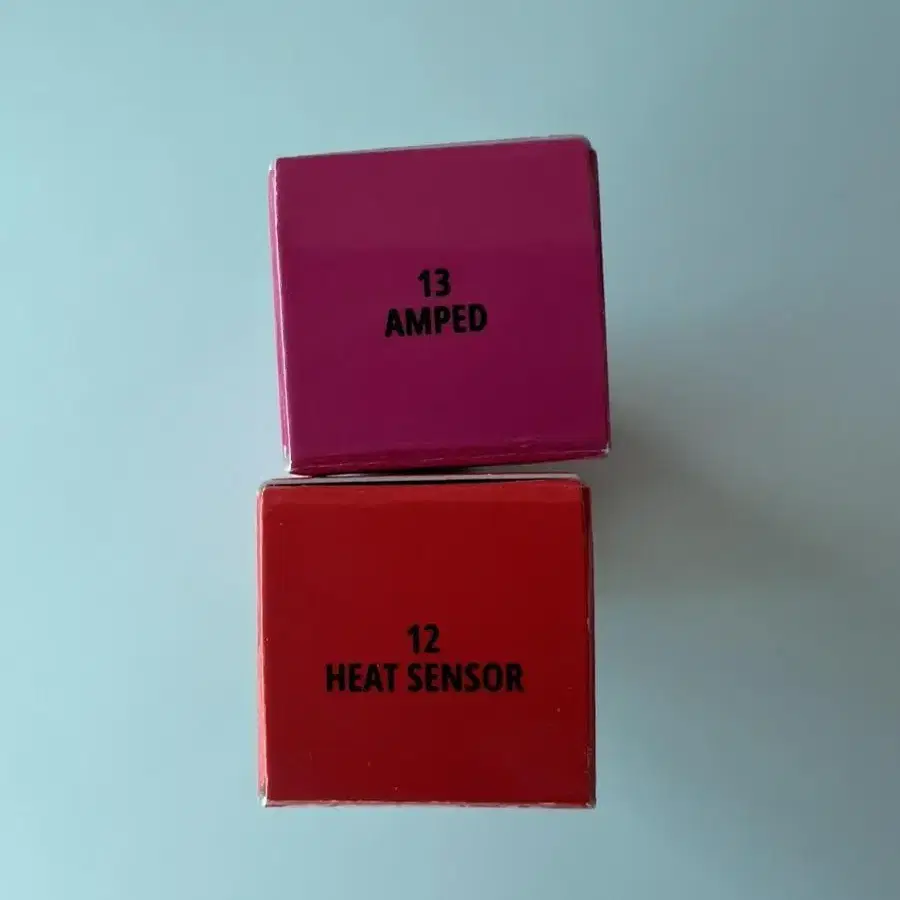 13
AMPED
12
HEAT SENSOR